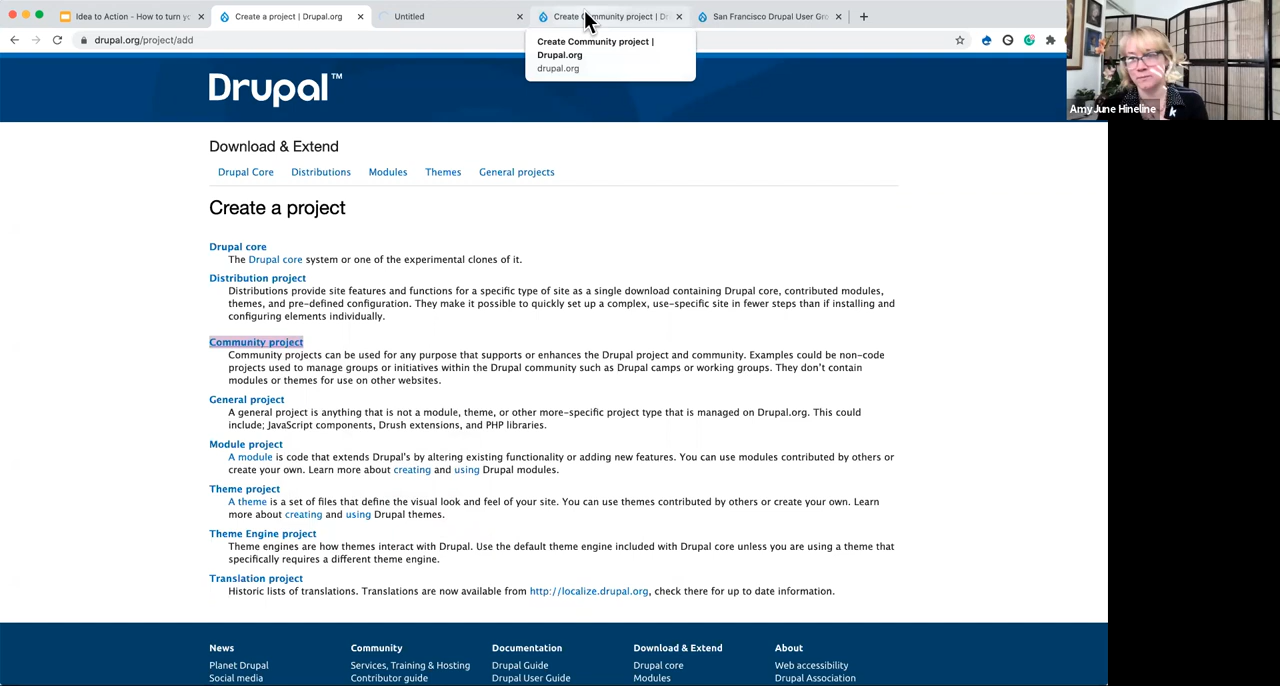 Idea to Action - How to turn yo
Create a project | Drupal.org
Untitled
Create Community project | Dr
San Francisco Drupal User Gro
drupal.org/project/add
Create Community project |
Drupal.org
drupal.org
AmyJune Hineline
Drupal™
Download & Extend
Drupal Core
Distributions
Modules
Themes
General projects
Create a project
Drupal core
The Drupal core system or one of the experimental clones of it.
Distribution project
Distributions provide site features and functions for a specific type of site as a single download containing Drupal core, contributed modules,
themes, and pre-defined configuration. They make it possible to quickly set up a complex, use-specific site in fewer steps than if installing and
configuring elements individually.
Community project
Community projects can be used for any purpose that supports or enhances the Drupal project and community. Examples could be non-code
projects used to manage groups or initiatives within the Drupal community such as Drupal camps or working groups. They don't contain
modules or themes for use on other websites.
General project
A general project is anything that is not a module, theme, or other more-specific project type that is managed on Drupal.org. This could
include; JavaScript components, Drush extensions, and PHP libraries.
Module project
A module is code that extends Drupal's by altering existing functionality or adding new features. You can use modules contributed by others or
create your own. Learn more about creating and using Drupal modules.
Theme project
A theme is a set of files that define the visual look and feel of your site. You can use themes contributed by others or create your own. Learn
more about creating and using Drupal themes.
Theme Engine project
Theme engines are how themes interact with Drupal. Use the default theme engine included with Drupal core unless you are using a theme that
specifically requires a different theme engine.
Translation project
Historic lists of translations. Translations are now available from http://localize.drupal.org, check there for up to date information.
News
Planet Drupal
Social media
Community
Services, Training & Hosting
Contributor guide
Documentation
Drupal Guide
Drupal User Guide
Download & Extend
Drupal core
Modules
About
Web accessibility
Drupal Association